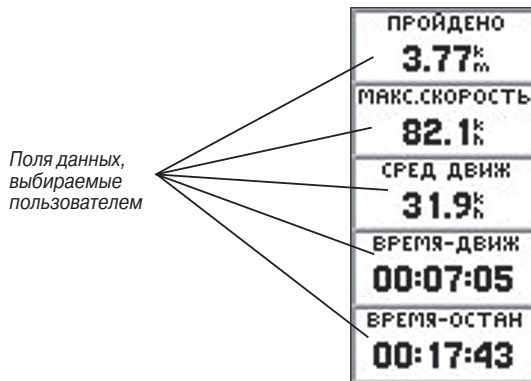 ПРОЙДЕНО
3.77 k m
МАКС.СКОРОСТЬ
82.1 k h
СРЕД ДВИЖ
31.9 k h
ВРЕМЯ-ДВИЖ
00:07:05
ВРЕМЯ-ОСТАН
00:17:43
Поля данных,
выбираемые
пользователем